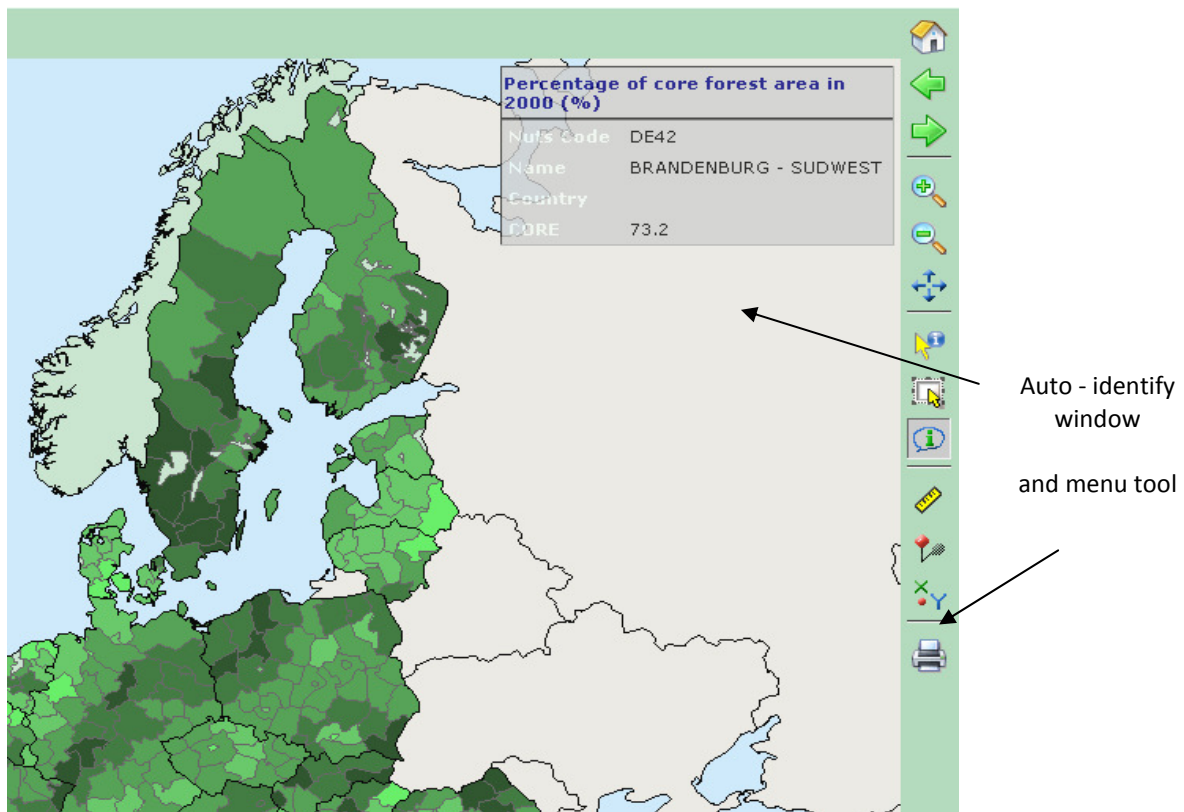 Percentage of core forest area in
2000 (%)
Nuts Code DE42
Name BRANDENBURG - SUDWEST
Country
CORE 73.2
Auto - identify
window
and menu tool